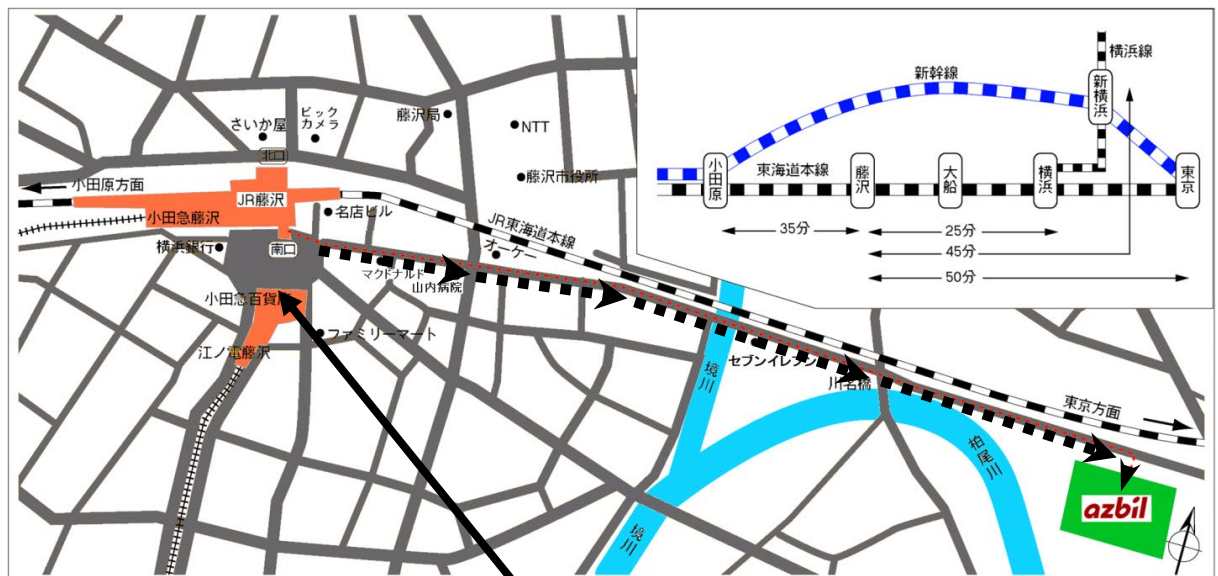 さいか屋
ビック
カメラ
藤沢局
NTT
藤沢市役所
北口
小田原方面
JR藤沢
小田急藤沢
名店ビル
横浜銀行
南口
JR東海道本線
オーケー
マクドナルド
山内病院
小田急百貨店
ファミリーマート
江ノ電藤沢
セブンイレブン
川名橋
境川
境川
柏尾川
東京方面
azbil
横浜線
新幹線
新横浜
小田原
東海道本線
藤沢
大船
横浜
東京
35分
25分
45分
50分